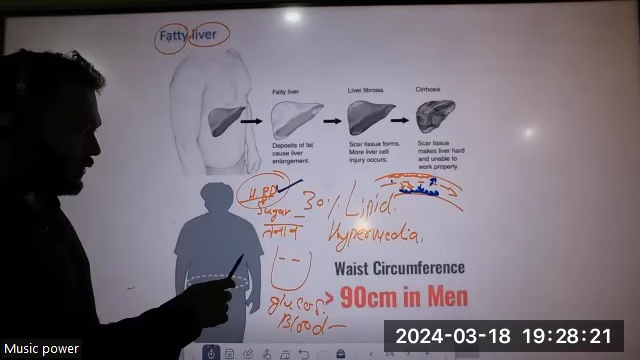 Fatty liver
Fatty liver
Liver fibrosis
Cirrhosis
Deposits of fat
cause liver
enlargement.
Scar tissue forms.
More liver cell
injury occurs.
Scar tissue
makes liver hard
and unable to
work properly
Sugar
तनाव
30% Lipid
Hypermedia,
glucose
Blood
Waist Circumference
> 90cm in Men
Music power
2024-03-18 19:28:21